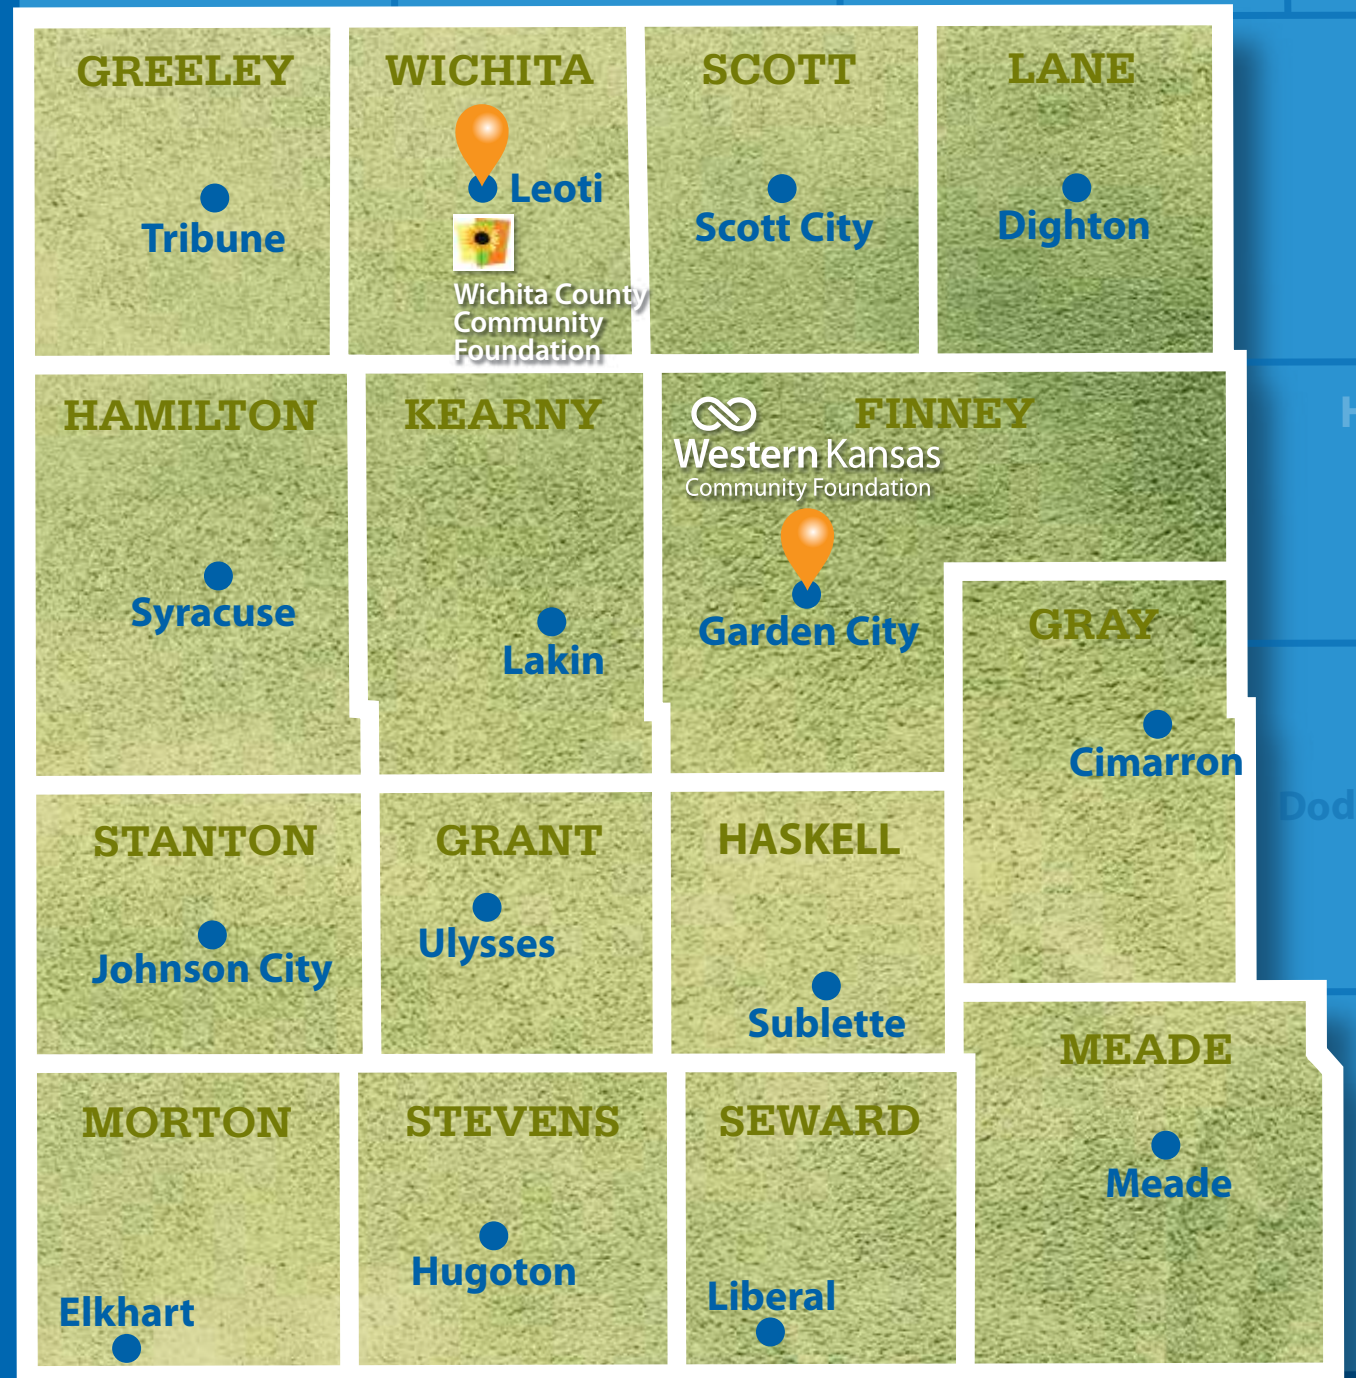 GREELEY
WICHITA
SCOTT
LANE
Tribune
Leoti
Scott City
Dighton
Wichita County
Community
Foundation
HAMILTON
KEARNY
FINNEY
Western Kansas
Community Foundation
Syracuse
Lakin
Garden City
GRAY
Cimarron
STANTON
GRANT
HASKELL
Johnson City
Ulysses
Sublette
MEADE
Meade
MORTON
STEVENS
SEWARD
Elkhart
Hugoton
Liberal
H
Dod